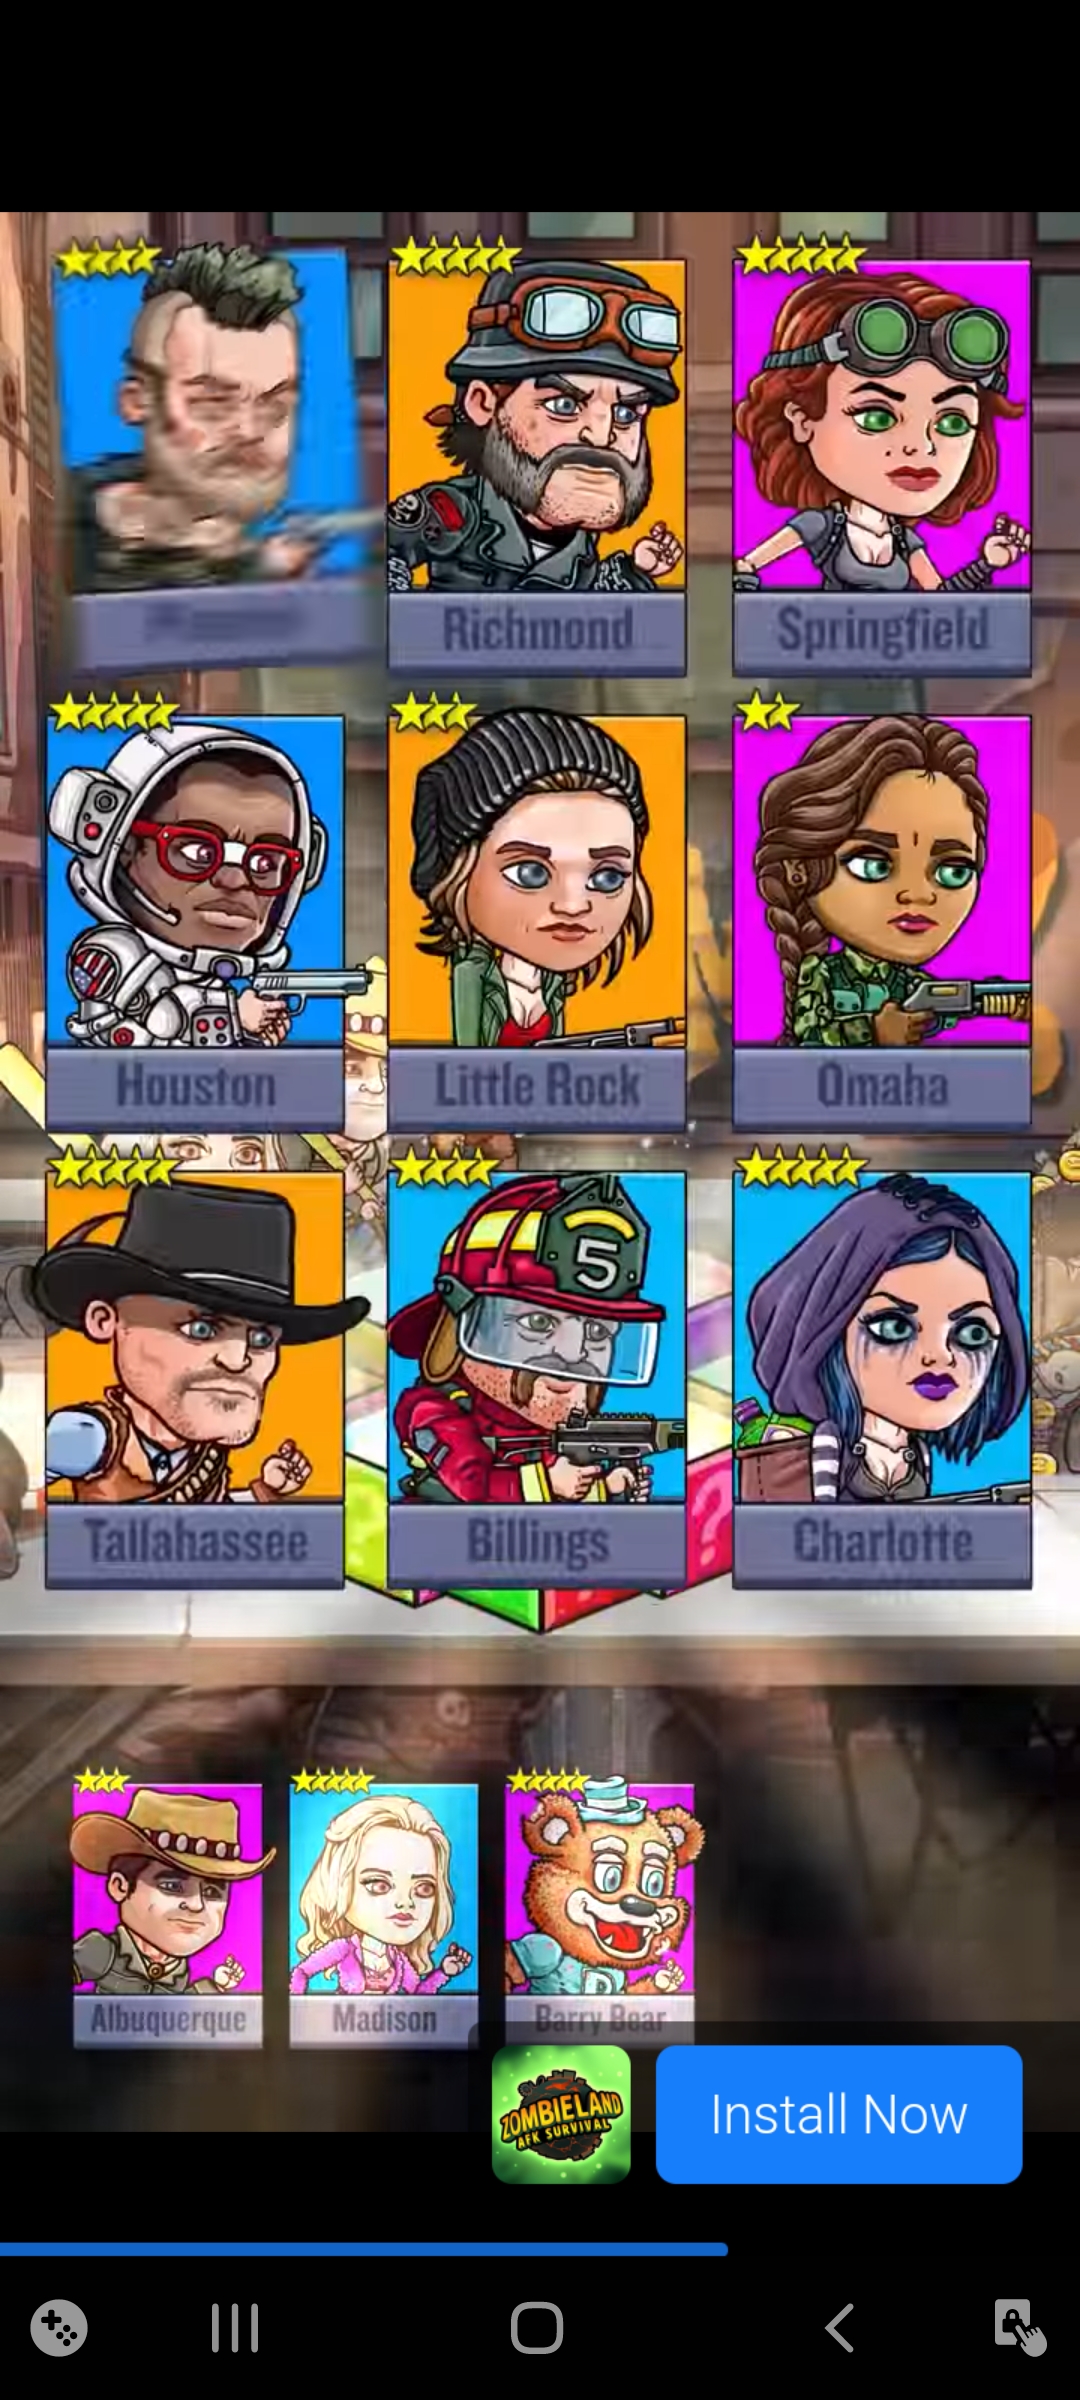 Richmond
Springfield
Houston
Little Rock
Omaha
5
Tallahassee
Billings
Charlotte
?
?
Albuquerque
Madison
Barry Bear
ZOMBIELAND
AFK SURVIVAL
Install Now